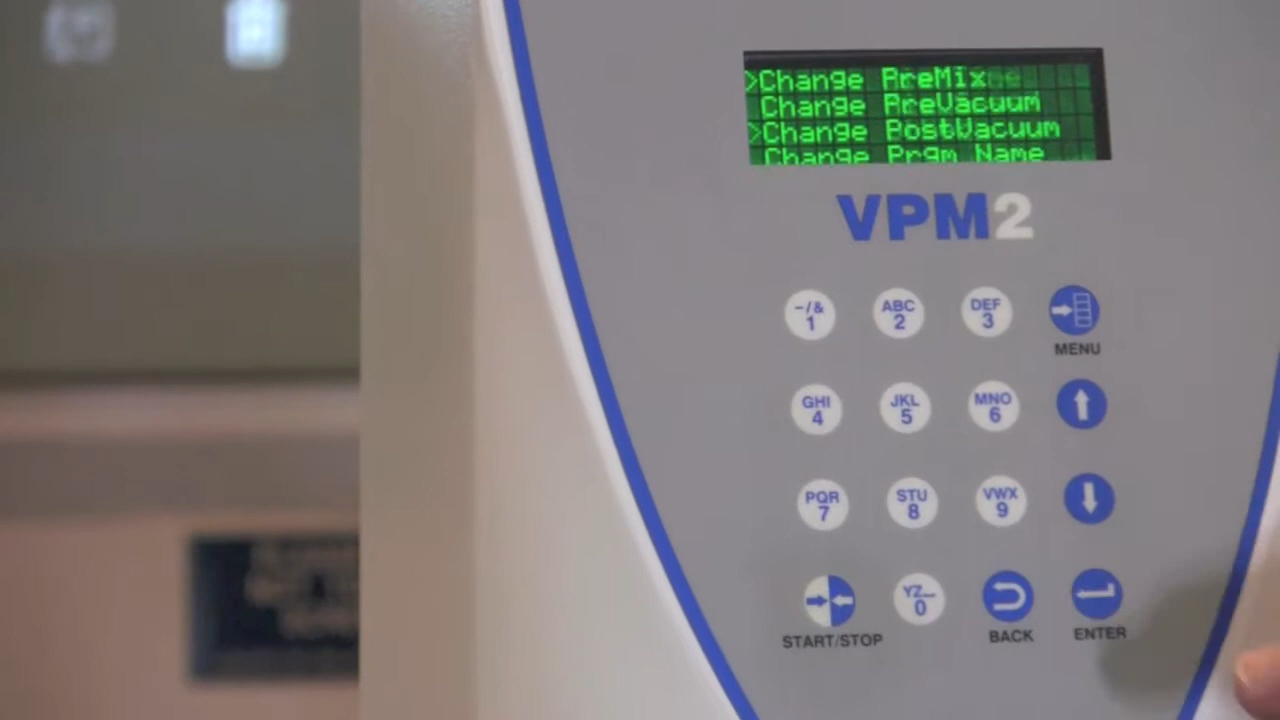 >Change PreMix
Change PreVacuum
>Change PostVacuum
Change Prgm Name
VPM2
-/& 1
ABC 2
DEF 3
MENU
GHI 4
JKL 5
MNO 6
PQR 7
STU 8
VWX 9
YZ_ 0
START/STOP
BACK
ENTER